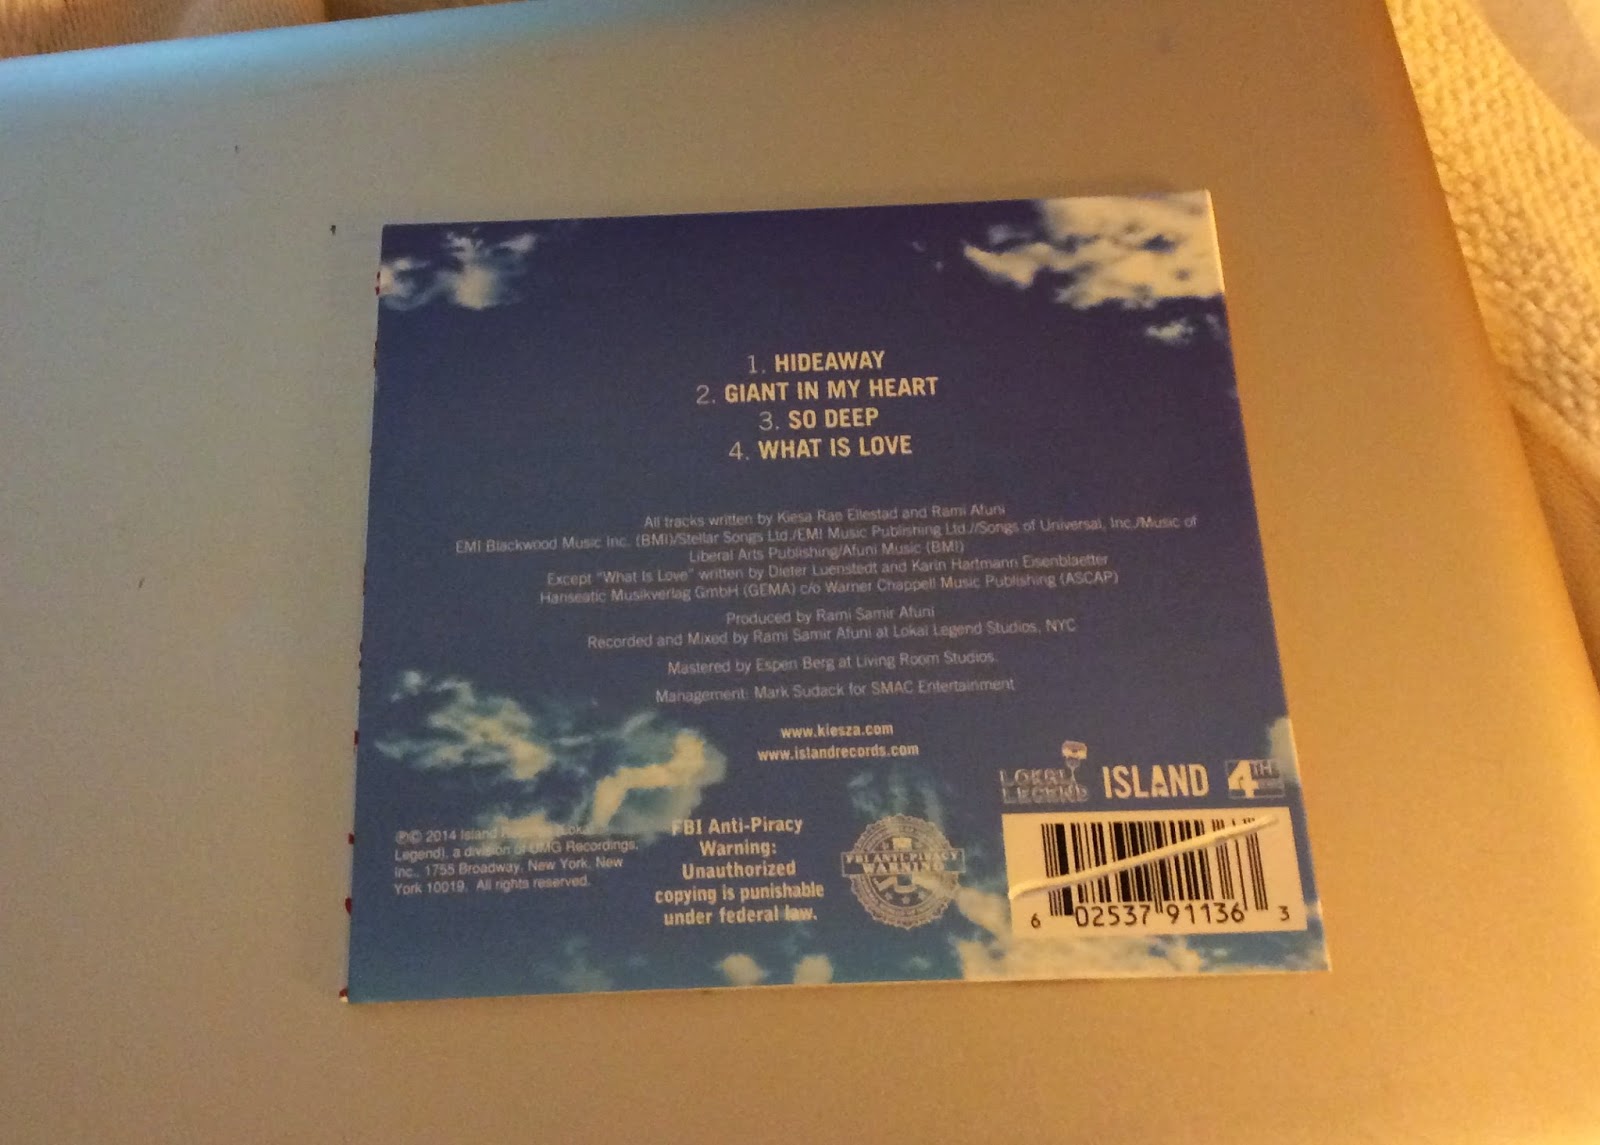 1. HIDEAWAY
2. GIANT IN MY HEART
3. SO DEEP
4. WHAT IS LOVE
All tracks written by Kiesa Rae Ellestad and Rami Afuni
EMI Blackwood Music Inc. (BMI)/Stellar Songs Ltd./EMI Music Publishing Ltd.//Songs of Universal, Inc./Music of
Liberal Arts Publishing/Afuni Music (BMI)
Except "What Is Love" written by Dieter Luenstedt and Karin Hartmann Eisenblaetter
Hanseatic Musikverlag GmbH (GEMA) c/o Warner Chappell Music Publishing (ASCAP)
Produced by Rami Samir Afuni
Recorded and Mixed by Rami Samir Afuni at Lokal Legend Studios, NYC
Mastered by Espen Berg at Living Room Studios.
Management: Mark Sudack for SMAC Entertainment
www.kiesza.com
www.islandrecords.com
LOKAL
LEGEND
ISLAND
4TH
℗© 2014 Island (Lokal
Legend), a division of UMG Recordings,
Inc., 1755 Broadway, New York, New
York 10019. All rights reserved.
FBI Anti-Piracy
Warning:
Unauthorized
copying is punishable
under federal law.
FBI ANTI-PIRACY
WARNING
6 02537 91136 3